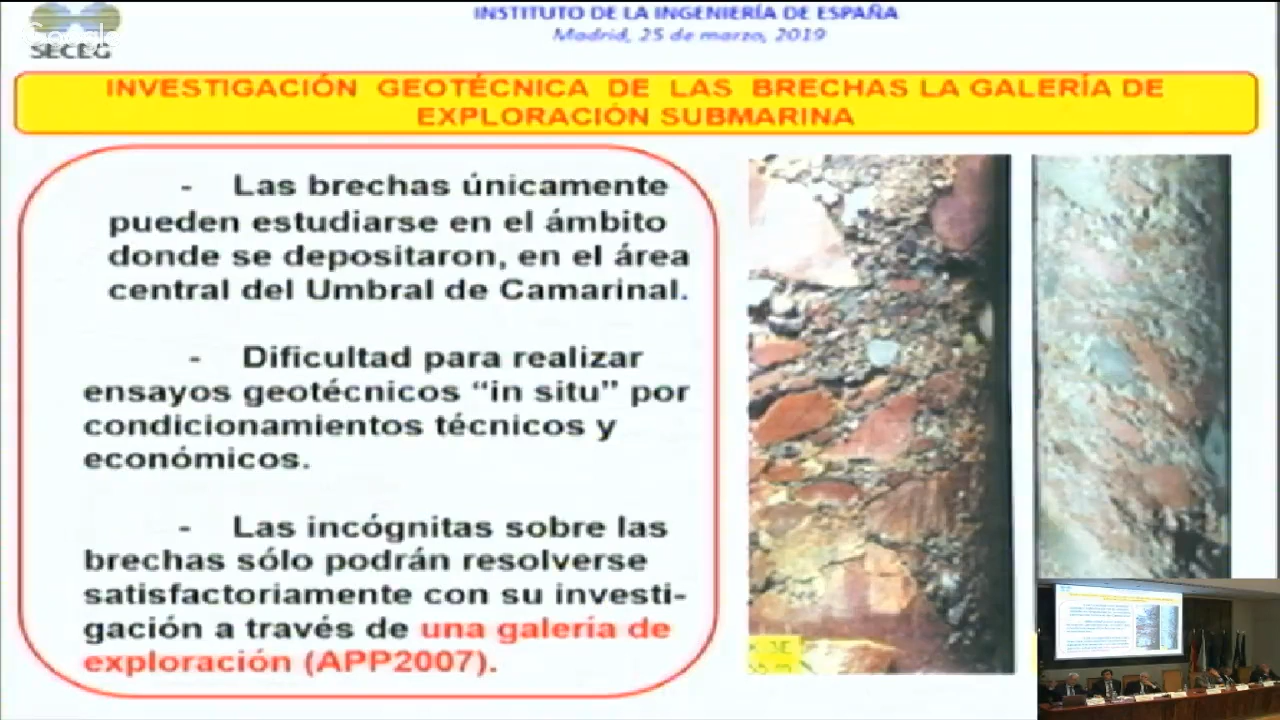 INSTITUTO DE LA INGENIERÍA DE ESPAÑA
Madrid, 25 de marzo, 2019
SECEG
INVESTIGACIÓN GEOTÉCNICA DE LAS BRECHAS LA GALERÍA DE
EXPLORACIÓN SUBMARINA
- Las brechas únicamente
pueden estudiarse en el ámbito
donde se depositaron, en el área
central del Umbral de Camarinal.
- Dificultad para realizar
ensayos geotécnicos “in situ” por
condicionamientos técnicos y
económicos.
- Las incógnitas sobre las
brechas sólo podrán resolverse
satisfactoriamente con su investi-
gación a través de una galería de
exploración (APP2007).